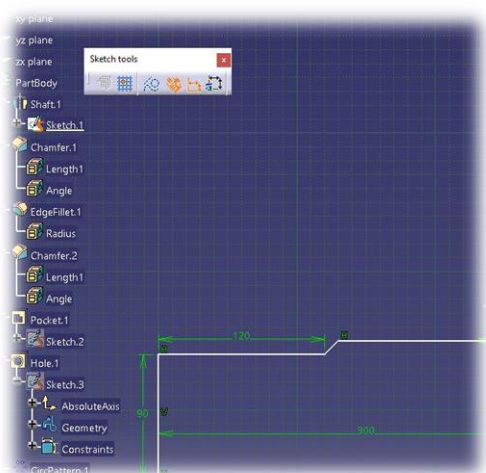 xy plane
yz plane
zx plane
Sketch tools
x
PartBody
Shaft.1
Sketch.1
Chamfer.1
Length1
Angle
EdgeFillet.1
Radius
Chamfer.2
Length1
Angle
Pocket.1
Sketch.2
Hole.1
Sketch.3
AbsoluteAxis
Geometry
Constraints
CircPattern.1
120
H
90
V
300